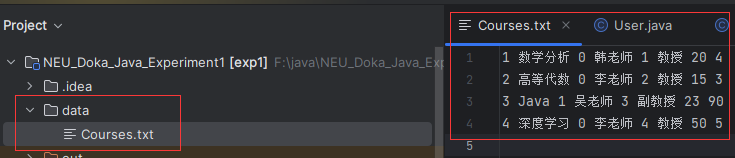 Project
NEU_Doka_Java_Experiment1 [exp1] F:\java\NEU_Doka_Java_Exp
.idea
data
Courses.txt
Courses.txt
User.java
1 1 数学分析 0 韩老师 1 教授 20 4
2 2 高等代数 0 李老师 2 教授 15 3
3 3 Java 1 吴老师 3 副教授 23 90
4 4 深度学习 0 李老师 4 教授 50 5
5